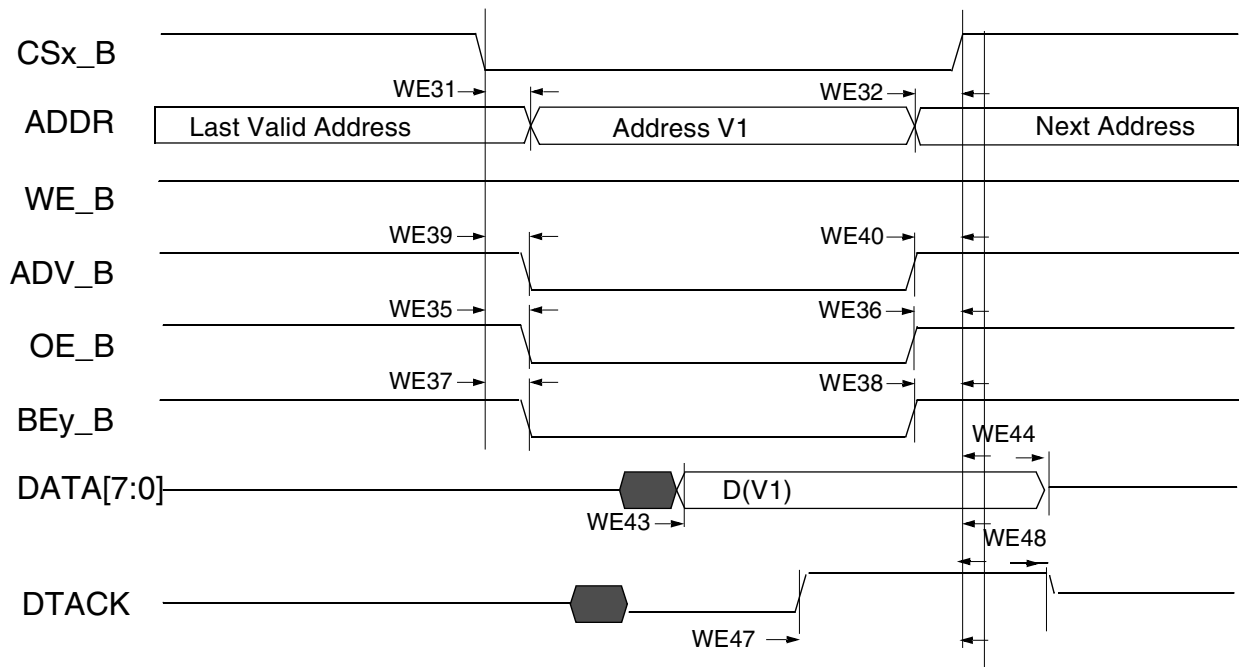 CSx_B
WE31
WE32
ADDR
Last Valid Address
Address V1
Next Address
WE_B
WE39
WE40
ADV_B
WE35
WE36
OE_B
WE37
WE38
BEy_B
WE44
DATA[7:0]
D(V1)
WE43
WE48
DTACK
WE47